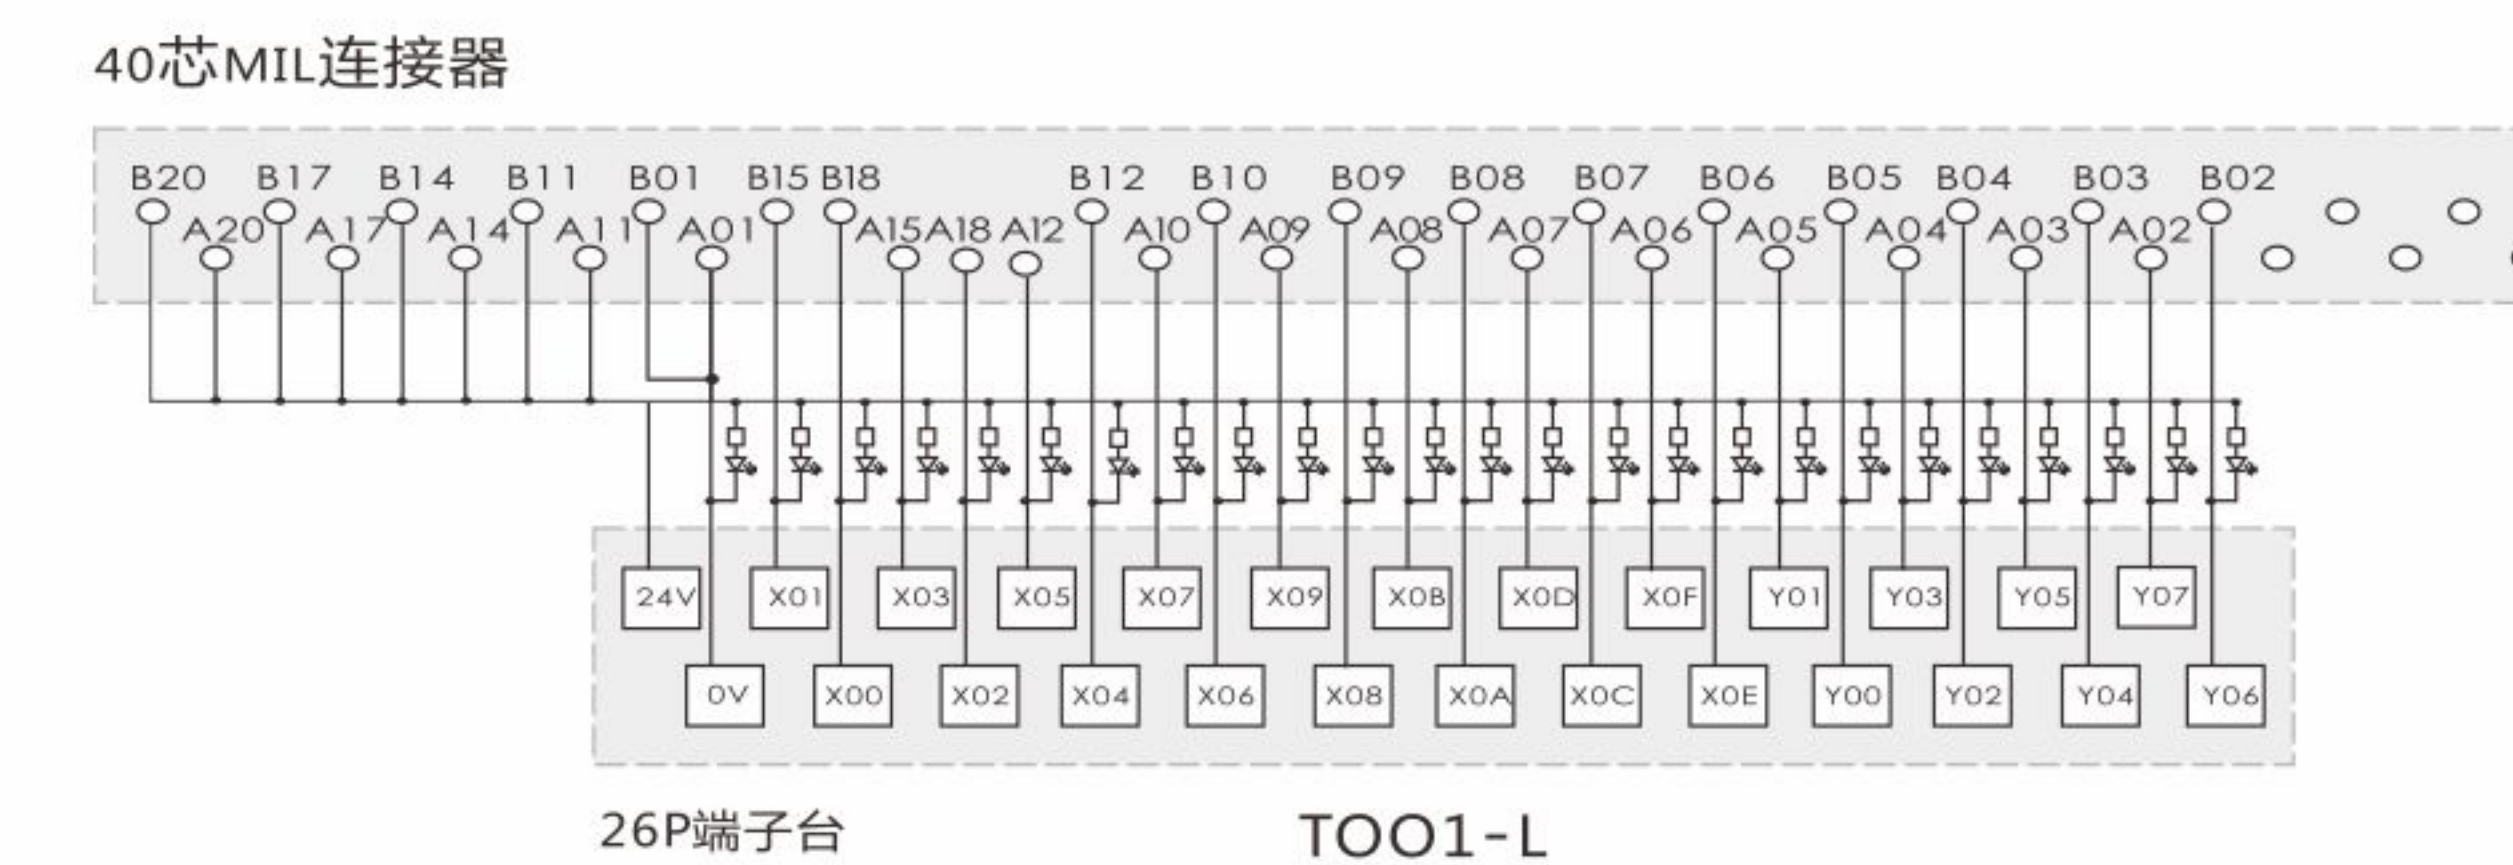 40芯MIL连接器
B20 B17 B14 B11 B01 B15 B18 B12 B10 B09 B08 B07 B06 B05 B04 B03 B02
A20 A17 A14 A11 A01 A15 A18 A12 A10 A09 A08 A07 A06 A05 A04 A03 A02
24V X01 X03 X05 X07 X09 X0B X0D X0F Y01 Y03 Y05 Y07
0V X00 X02 X04 X06 X08 X0A X0C X0E Y00 Y02 Y04 Y06
26P端子台 TOO1-L